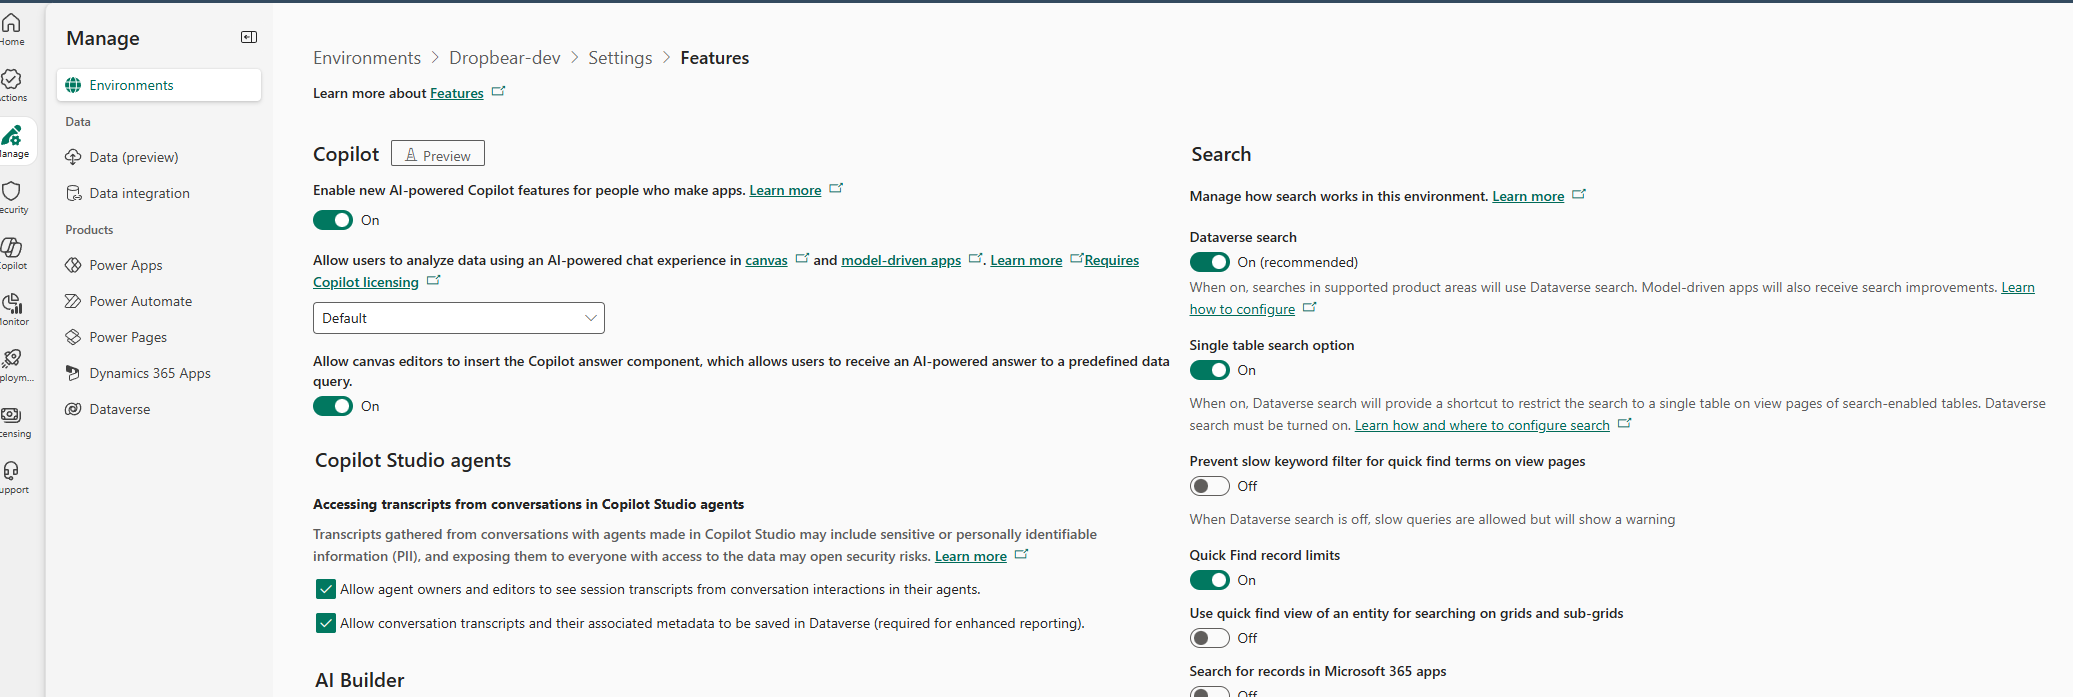 Home
Actions
Manage
Security
Copilot
Monitor
Deploym...
Licensing
Support
Manage
Environments
Data
Data (preview)
Data integration
Products
Power Apps
Power Automate
Power Pages
Dynamics 365 Apps
Dataverse
Environments > Dropbear-dev > Settings > Features
Learn more about Features
Copilot Preview
Enable new AI-powered Copilot features for people who make apps. Learn more
On
Allow users to analyze data using an AI-powered chat experience in canvas and model-driven apps. Learn more Requires
Copilot licensing
Default
Allow canvas editors to insert the Copilot answer component, which allows users to receive an AI-powered answer to a predefined data
query.
On
Copilot Studio agents
Accessing transcripts from conversations in Copilot Studio agents
Transcripts gathered from conversations with agents made in Copilot Studio may include sensitive or personally identifiable
information (PII), and exposing them to everyone with access to the data may open security risks. Learn more
Allow agent owners and editors to see session transcripts from conversation interactions in their agents.
Allow conversation transcripts and their associated metadata to be saved in Dataverse (required for enhanced reporting).
AI Builder
Search
Manage how search works in this environment. Learn more
Dataverse search
On (recommended)
When on, searches in supported product areas will use Dataverse search. Model-driven apps will also receive search improvements. Learn
how to configure
Single table search option
On
When on, Dataverse search will provide a shortcut to restrict the search to a single table on view pages of search-enabled tables. Dataverse
search must be turned on. Learn how and where to configure search
Prevent slow keyword filter for quick find terms on view pages
Off
When Dataverse search is off, slow queries are allowed but will show a warning
Quick Find record limits
On
Use quick find view of an entity for searching on grids and sub-grids
Off
Search for records in Microsoft 365 apps
Off